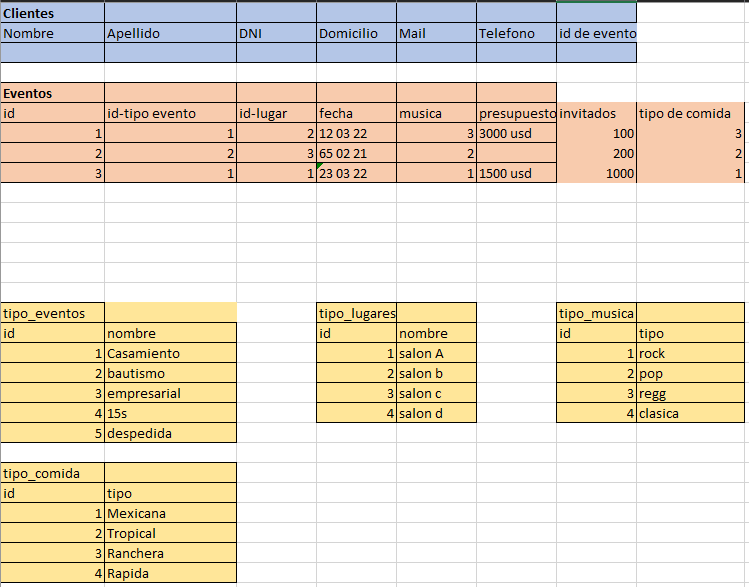 Clientes
Nombre Apellido DNI Domicilio Mail Telefono id de evento
Eventos
id id-tipo evento id-lugar fecha musica presupuesto invitados tipo de comida
1 1 2 12 03 22 3 3000 usd 100 3
2 2 3 65 02 21 2 200 2
3 1 1 23 03 22 1 1500 usd 1000 1
tipo_eventos tipo_lugares tipo_musica
id nombre id nombre id tipo
1 Casamiento 1 salon A 1 rock
2 bautismo 2 salon b 2 pop
3 empresarial 3 salon c 3 regg
4 15s 4 salon d 4 clasica
5 despedida
tipo_comida
id tipo
1 Mexicana
2 Tropical
3 Ranchera
4 Rapida